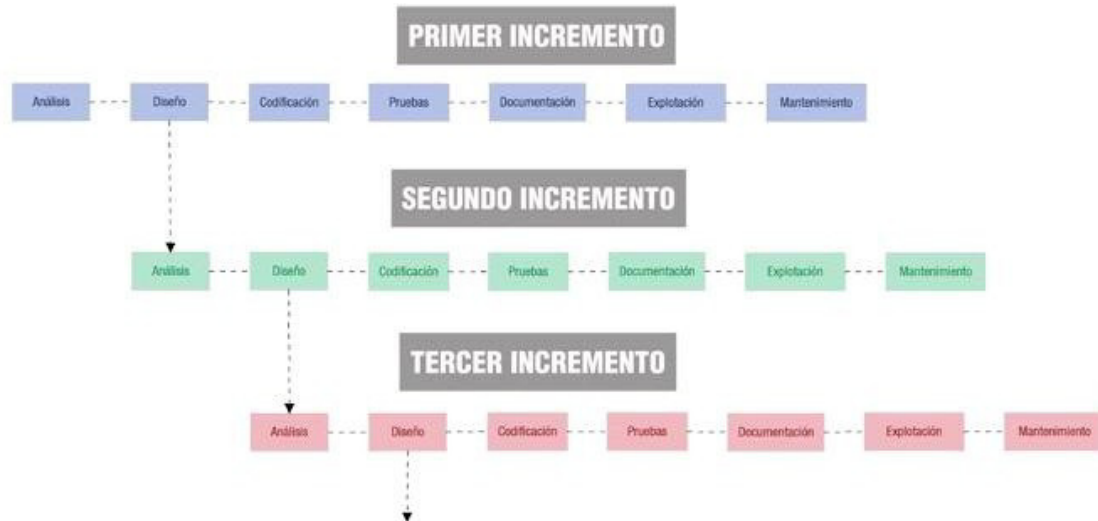 PRIMER INCREMENTO
Análisis Diseño Codificación Pruebas Documentación Explotación Mantenimiento
SEGUNDO INCREMENTO
Análisis Diseño Codificación Pruebas Documentación Explotación Mantenimiento
TERCER INCREMENTO
Análisis Diseño Codificación Pruebas Documentación Explotación Mantenimiento